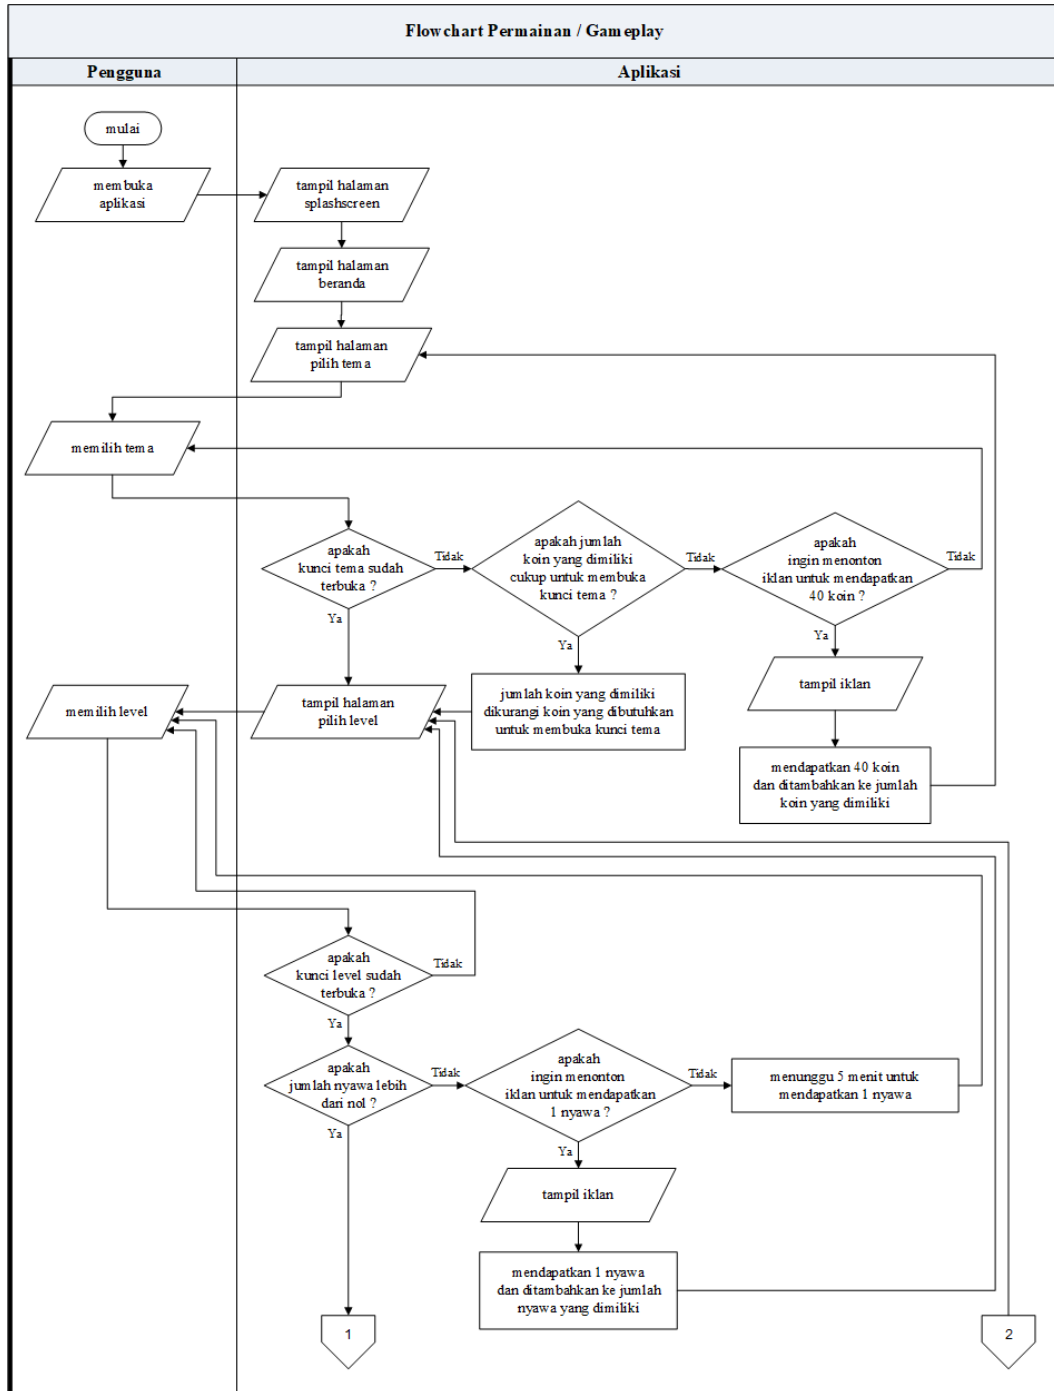 Flowchart Permainan / Gameplay
Pengguna
Aplikasi
mulai
membuka
aplikasi
tampil halaman
splashscreen
tampil halaman
beranda
tampil halaman
pilih tema
memilih tema
apakah
kunci tema sudah
terbuka ?
Tidak
Ya
apakah jumlah
koin yang dimiliki
cukup untuk membuka
kunci tema ?
Tidak
Ya
apakah
ingin menonton
iklan untuk mendapatkan
40 koin ?
Tidak
Ya
memilih level
tampil halaman
pilih level
jumlah koin yang dimiliki
dikurangi koin yang dibutuhkan
untuk membuka kunci tema
tampil iklan
mendapatkan 40 koin
dan ditambahkan ke jumlah
koin yang dimiliki
apakah
kunci level sudah
terbuka ?
Tidak
Ya
apakah
jumlah nyawa lebih
dari nol ?
Tidak
Ya
apakah
ingin menonton
iklan untuk mendapatkan
1 nyawa ?
Tidak
Ya
menunggu 5 menit untuk
mendapatkan 1 nyawa
tampil iklan
mendapatkan 1 nyawa
dan ditambahkan ke jumlah
nyawa yang dimiliki
1
2